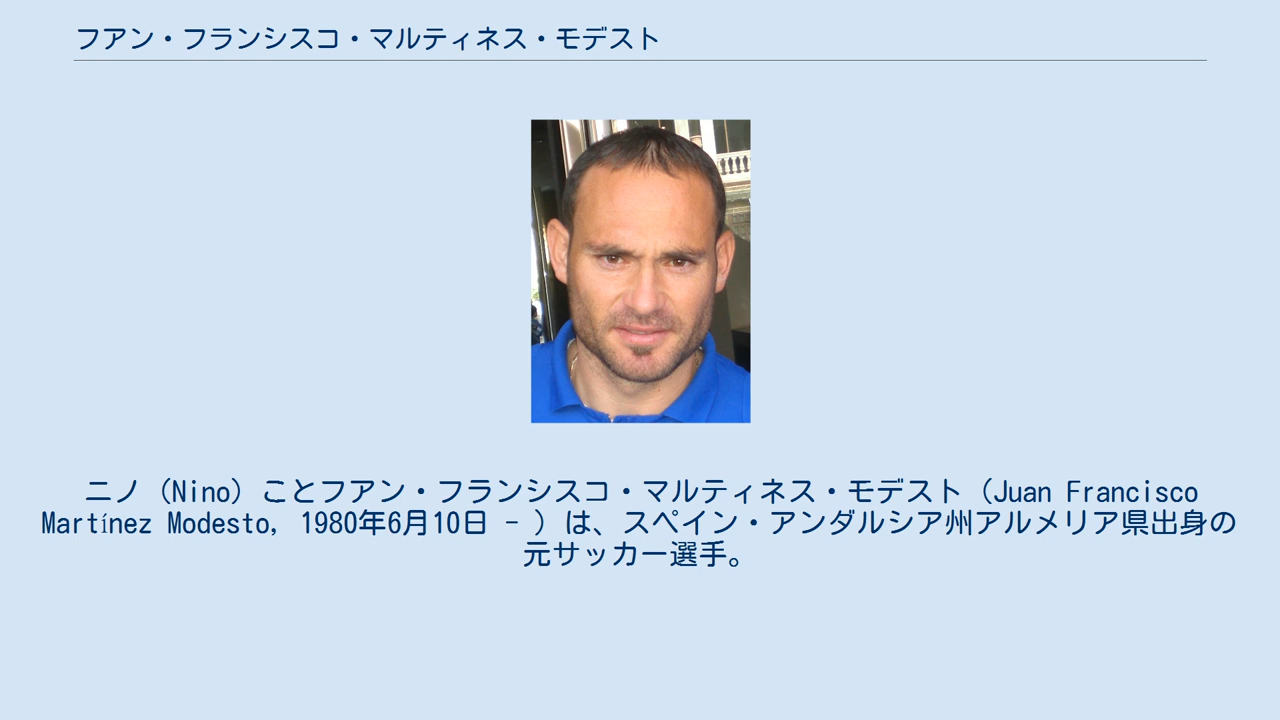 フアン・フランシスコ・マルティネス・モデスト
ニノ（Nino）ことフアン・フランシスコ・マルティネス・モデスト（Juan Francisco
Martínez Modesto, 1980年6月10日 - ）は、スペイン・アンダルシア州アルメリア県出身の
元サッカー選手。